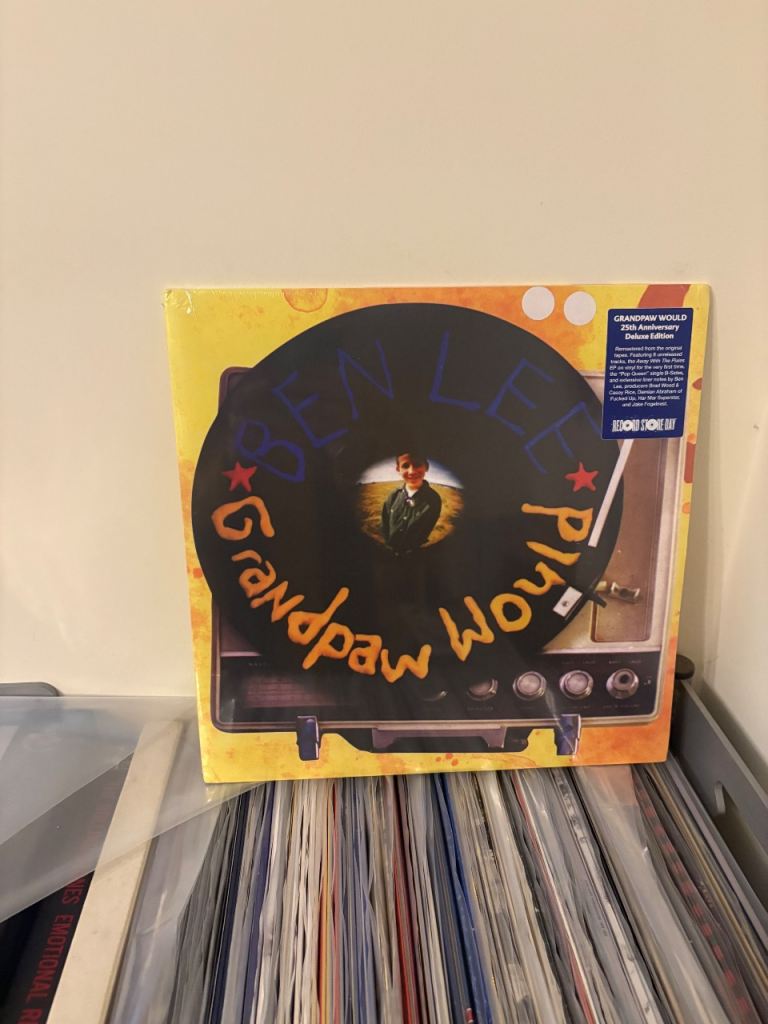 BEN LEE
Grandpaw Would
GRANDPAW WOULD
25th Anniversary
Deluxe Edition
Remastered from the original
tapes. Featuring 8 unreleased
tracks, the Away With The Pixies
EP on vinyl for the very first time,
the "Pop Queen" single B-Sides,
and extensive liner notes by Ben
Lee, producers Brad Wood &
Casey Rice, Damian Abraham of
Fucked Up, Har Mar Superstar,
and Jake Fogelnest.
RECORD STORE DAY
EMOTIONAL